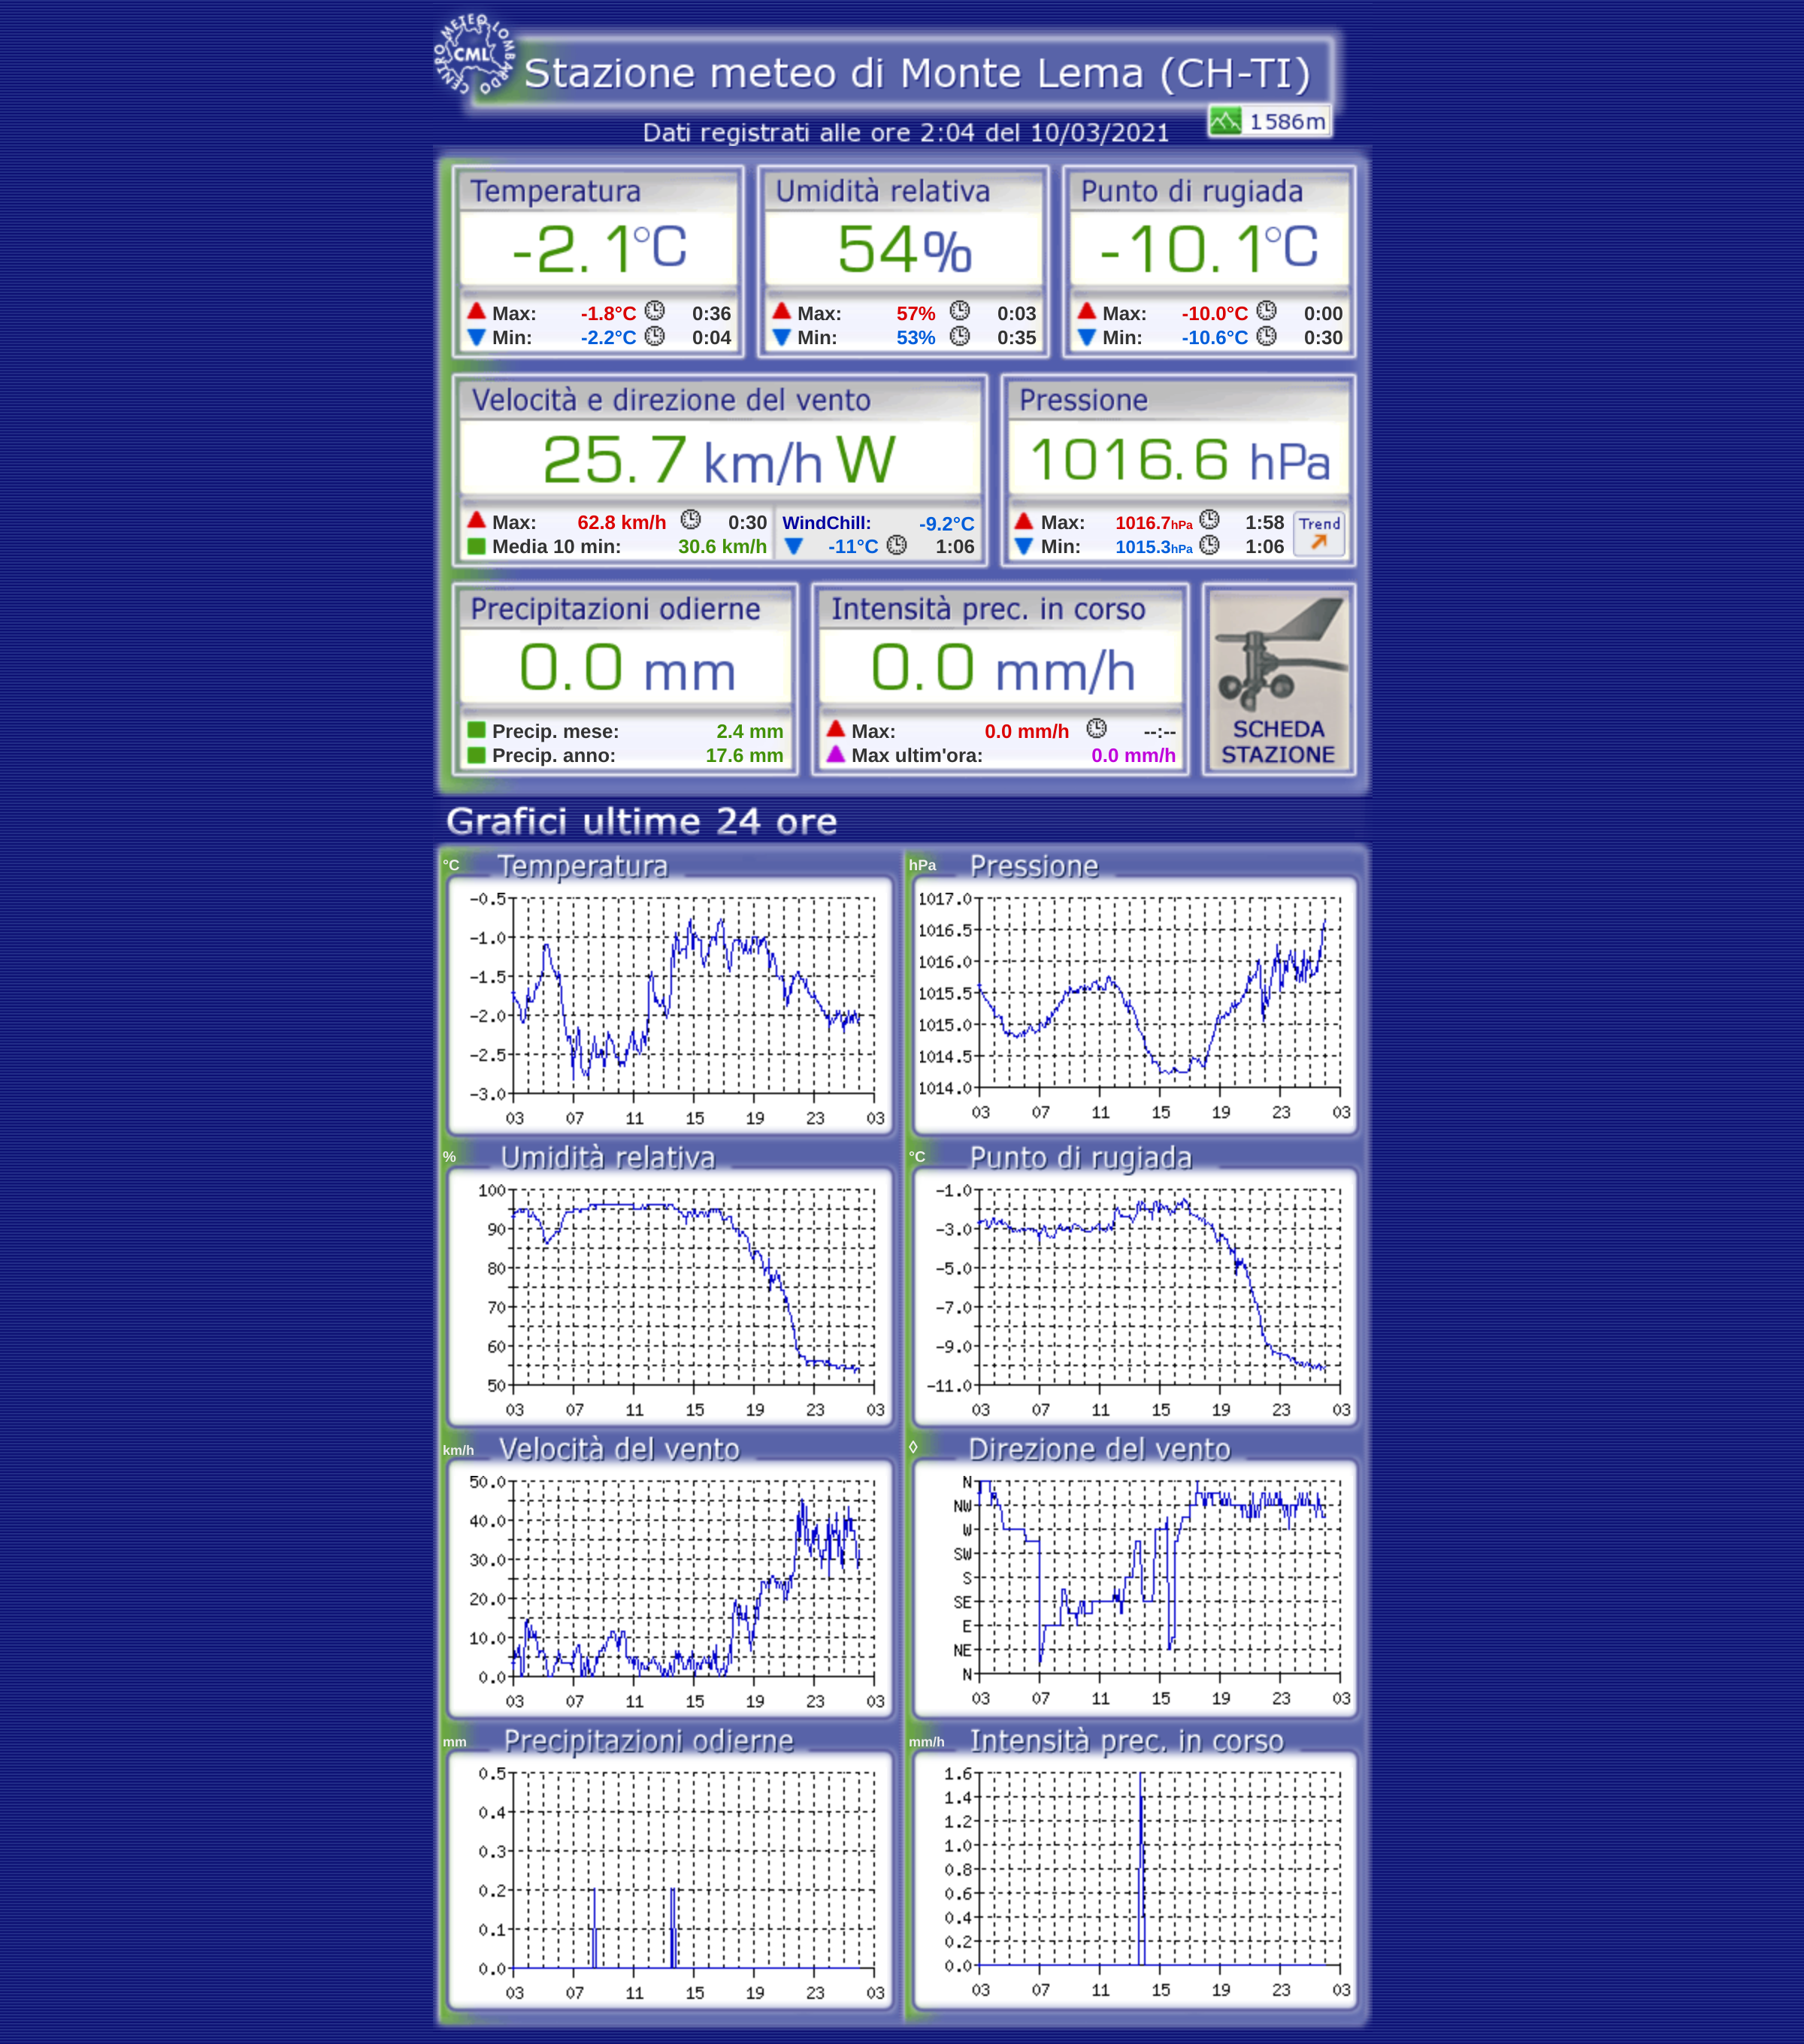 CENTRO METEO LOMBARDO
CML
Stazione meteo di Monte Lema (CH-TI)
1586m
Dati registrati alle ore 2:04 del 10/03/2021
Temperatura Umidità relativa Punto di rugiada
-2.1°C 54% -10.1°C
Max: -1.8°C 0:36 Max: 57% 0:03 Max: -10.0°C 0:00
Min: -2.2°C 0:04 Min: 53% 0:35 Min: -10.6°C 0:30
Velocità e direzione del vento Pressione
25.7 km/h W 1016.6 hPa
Max: 62.8 km/h 0:30 WindChill: -9.2°C Max: 1016.7hPa 1:58 Trend
Media 10 min: 30.6 km/h -11°C 1:06 Min: 1015.3hPa 1:06
Precipitazioni odierne Intensità prec. in corso
0.0 mm 0.0 mm/h
Precip. mese: 2.4 mm Max: 0.0 mm/h --:-- SCHEDA
Precip. anno: 17.6 mm Max ultim'ora: 0.0 mm/h STAZIONE
Grafici ultime 24 ore
°C Temperatura
-0.5
-1.0
-1.5
-2.0
-2.5
-3.0
03 07 11 15 19 23 03
hPa Pressione
1017.0
1016.5
1016.0
1015.5
1015.0
1014.5
1014.0
03 07 11 15 19 23 03
% Umidità relativa
100
90
80
70
60
50
03 07 11 15 19 23 03
°C Punto di rugiada
-1.0
-3.0
-5.0
-7.0
-9.0
-11.0
03 07 11 15 19 23 03
km/h Velocità del vento
50.0
40.0
30.0
20.0
10.0
0.0
03 07 11 15 19 23 03
◊ Direzione del vento
N
NW
W
SW
S
SE
E
NE
N
03 07 11 15 19 23 03
mm Precipitazioni odierne
0.5
0.4
0.3
0.2
0.1
0.0
03 07 11 15 19 23 03
mm/h Intensità prec. in corso
1.6
1.4
1.2
1.0
0.8
0.6
0.4
0.2
0.0
03 07 11 15 19 23 03